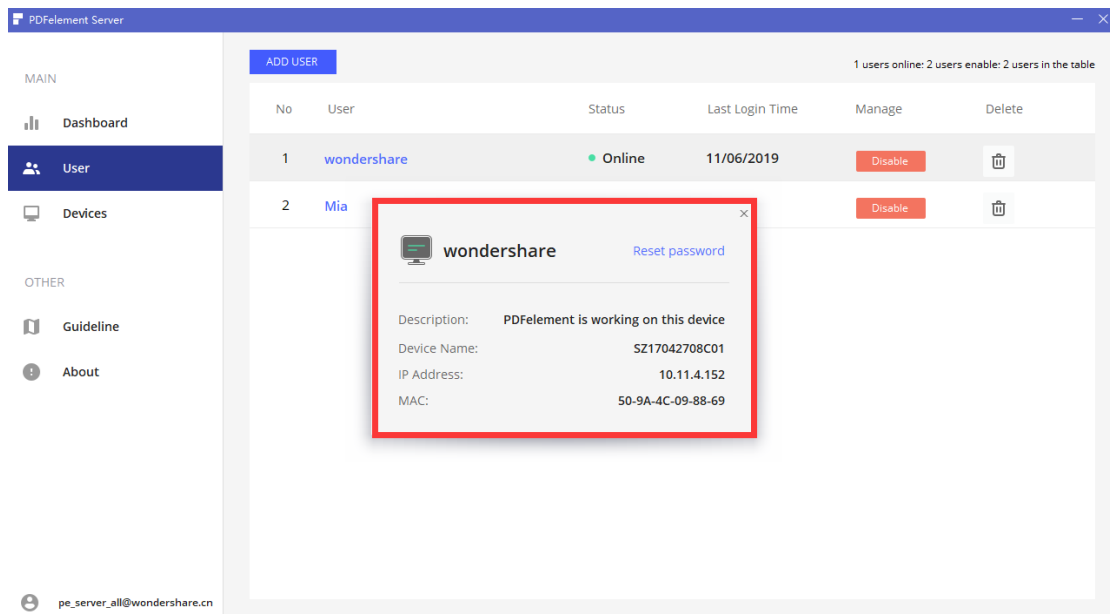 PDFelement Server
MAIN
Dashboard
User
Devices
OTHER
Guideline
About
pe_server_all@wondershare.cn
ADD USER
1 users online: 2 users enable: 2 users in the table
No User Status Last Login Time Manage Delete
1 wondershare Online 11/06/2019 Disable
2 Mia Disable
wondershare Reset password
Description: PDFelement is working on this device
Device Name: SZ17042708C01
IP Address: 10.11.4.152
MAC: 50-9A-4C-09-88-69